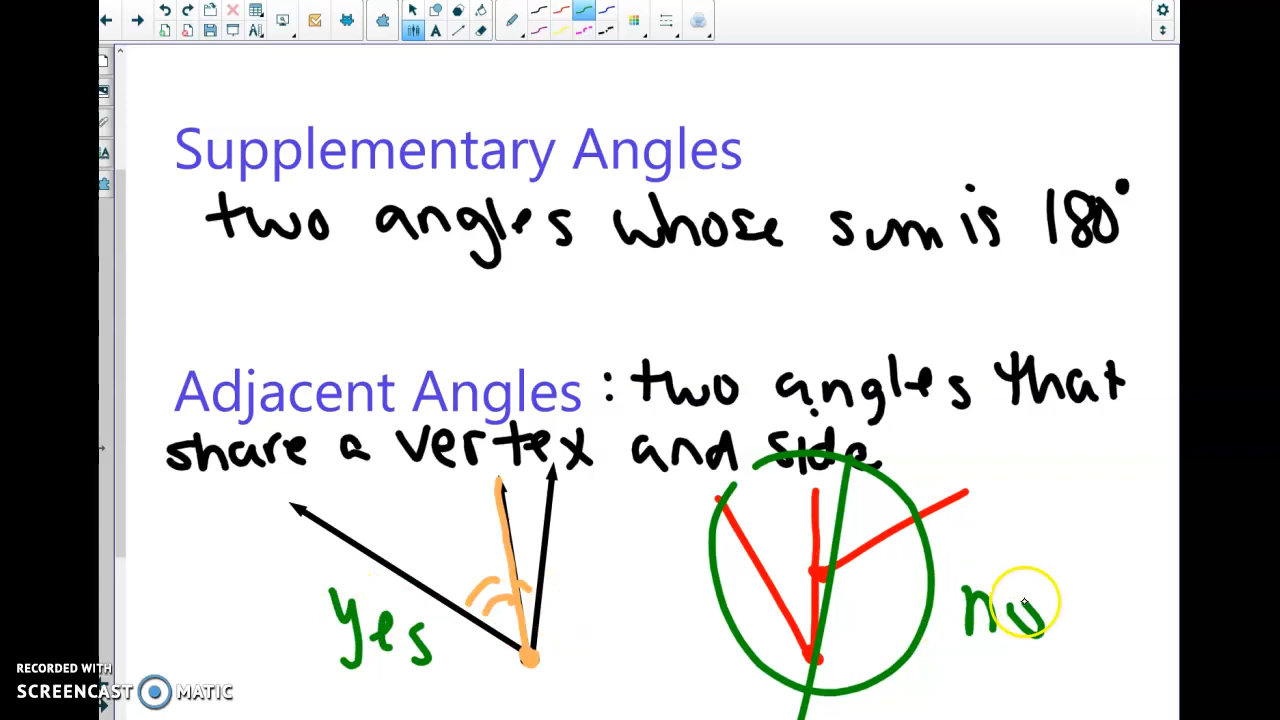 Supplementary Angles
two angles whose sum is 180°
Adjacent Angles : two angles that
share a vertex and side
yes
no
RECORDED WITH
SCREENCAST MATIC